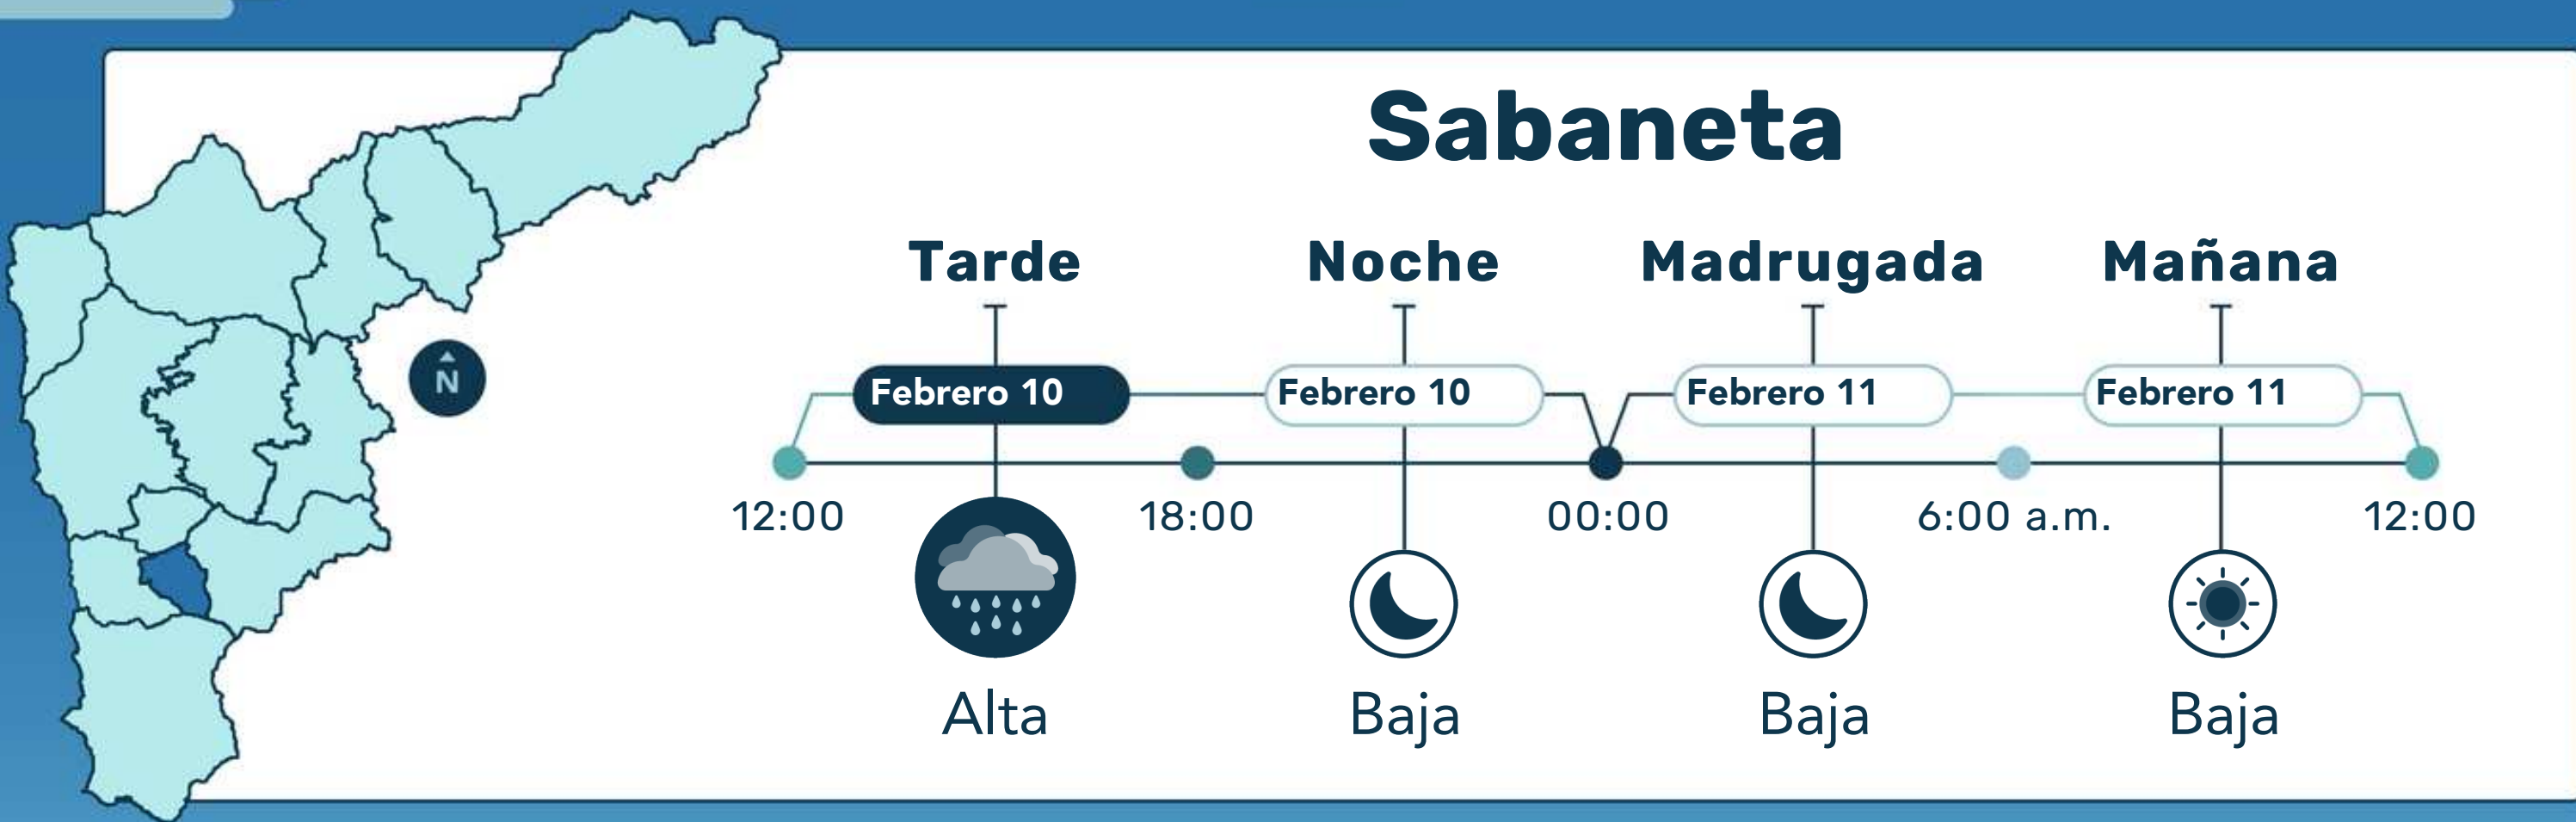 Sabaneta
Tarde Noche Madrugada Mañana
N
Febrero 10 Febrero 10 Febrero 11 Febrero 11
12:00 18:00 00:00 6:00 a.m. 12:00
Alta Baja Baja Baja